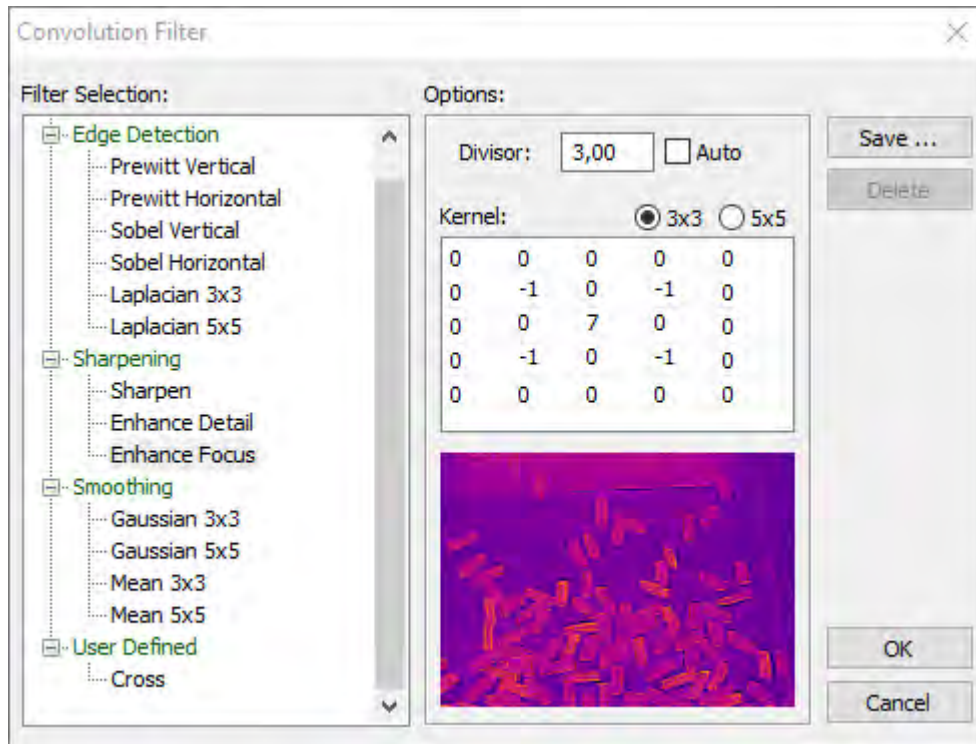 Convolution Filter
Filter Selection:
Edge Detection
Prewitt Vertical
Prewitt Horizontal
Sobel Vertical
Sobel Horizontal
Laplacian 3x3
Laplacian 5x5
Sharpening
Sharpen
Enhance Detail
Enhance Focus
Smoothing
Gaussian 3x3
Gaussian 5x5
Mean 3x3
Mean 5x5
User Defined
Cross
Options:
Divisor: 3,00 Auto
Kernel: 3x3 5x5
0 0 0 0 0
0 -1 0 -1 0
0 0 7 0 0
0 -1 0 -1 0
0 0 0 0 0
Save ...
Delete
OK
Cancel